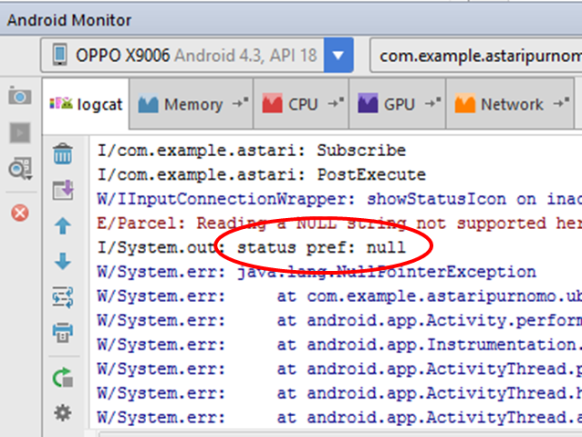 Android Monitor
OPPO X9006 Android 4.3, API 18 com.example.astaripurnomo
logcat Memory CPU GPU Network
I/com.example.astari: Subscribe
I/com.example.astari: PostExecute
W/IInputConnectionWrapper: showStatusIcon on inac
E/Parcel: Reading a NULL string not supported her
I/System.out: status pref: null
W/System.err: java.lang.NullPointerException
W/System.err: at com.example.astaripurnomo.ub
W/System.err: at android.app.Activity.perform
W/System.err: at android.app.Instrumentation.
W/System.err: at android.app.ActivityThread.p
W/System.err: at android.app.ActivityThread.h
W/System.err: at android.app.ActivityThread.a